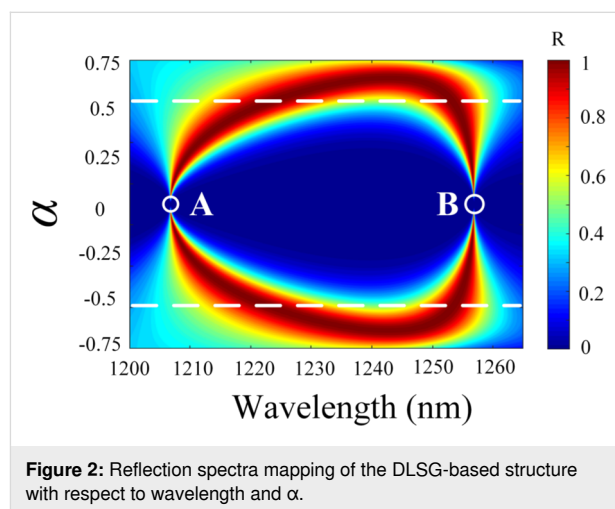 R
0.75
0.5
0.25
0
-0.25
-0.5
-0.75
α
A
B
1
0.8
0.6
0.4
0.2
0
1200 1210 1220 1230 1240 1250 1260
Wavelength (nm)
Figure 2: Reflection spectra mapping of the DLSG-based structure
with respect to wavelength and α.